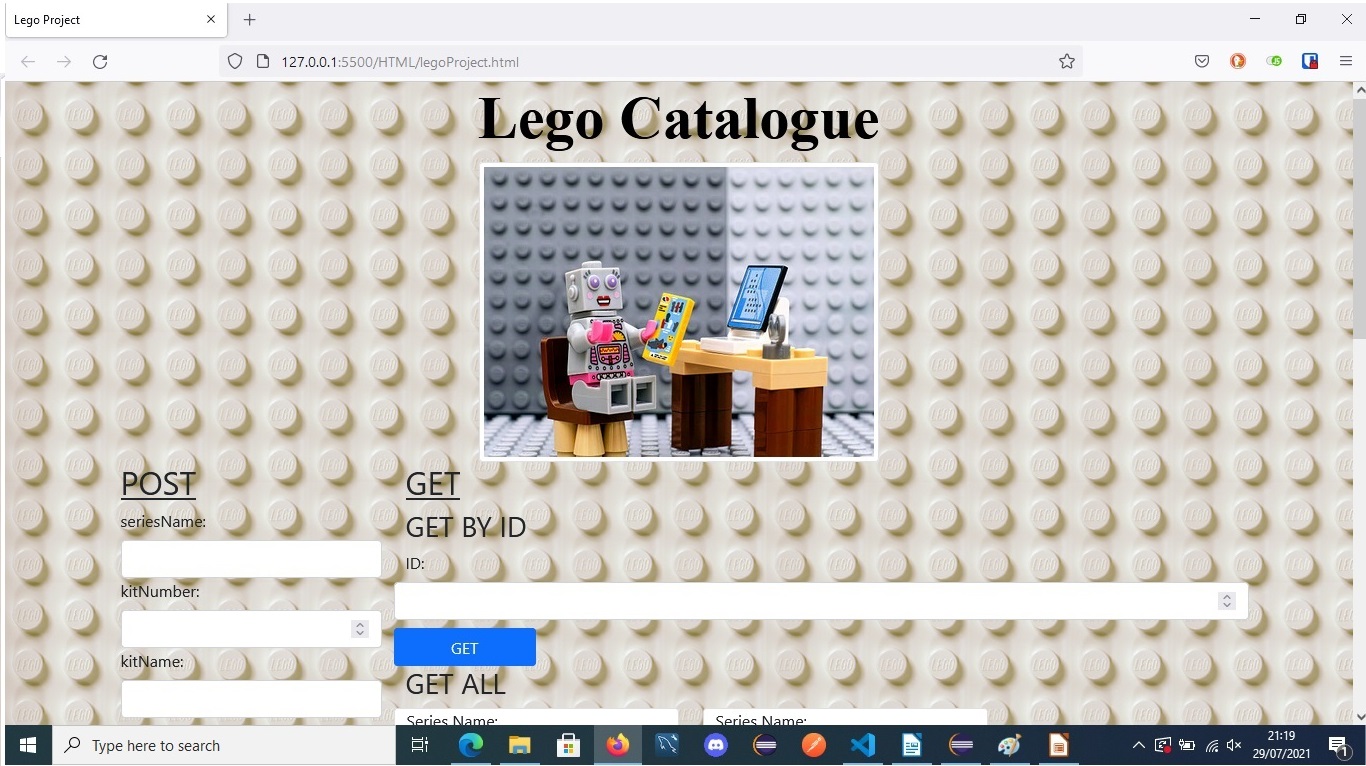 Lego Project
127.0.0.1:5500/HTML/legoProject.html
Lego Catalogue
POST
seriesName:
kitNumber:
kitName:
GET
GET BY ID
ID:
GET
GET ALL
Series Name:
Series Name:
Type here to search
21:19
29/07/2021
1